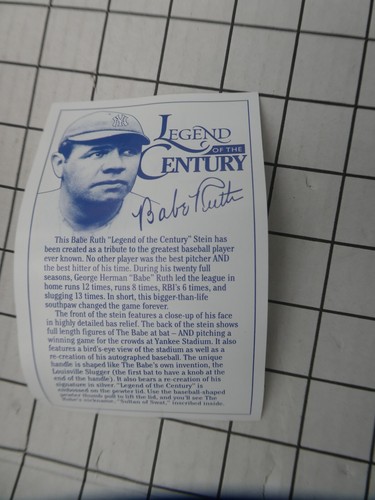 LEGEND
OF THE
CENTURY
Babe Ruth
This Babe Ruth "Legend of the Century" Stein has
been created as a tribute to the greatest baseball player
ever known. No other player was the best pitcher AND
the best hitter of his time. During his twenty full
seasons, George Herman "Babe" Ruth led the league in
home runs 12 times, runs 8 times, RBI's 6 times, and
slugging 13 times. In short, this bigger-than-life
southpaw changed the game forever.
The front of the stein features a close-up of his face
in highly detailed bas relief. The back of the stein shows
full length figures of The Babe at bat – AND pitching a
winning game for the crowds at Yankee Stadium. It also
features a bird's-eye view of the stadium as well as a
re-creation of his autographed baseball. The unique
handle is shaped like The Babe's own invention, the
Louisville Slugger (the first bat to have a knob at the
end of the handle). It also bears a re-creation of his
signature in silver. "Legend of the Century" is
embossed on the pewter lid. Use the baseball-shaped
pewter thumb pull to lift the lid, and you'll see The
Babe's nickname, "Sultan of Swat," inscribed inside.